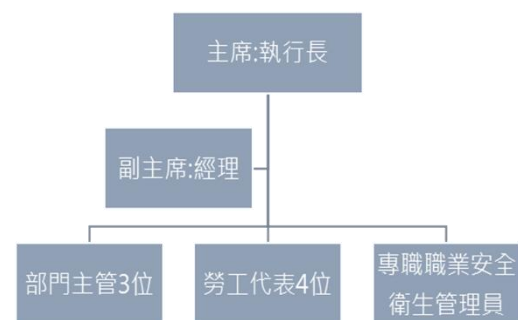 主席:執行長
副主席:經理
部門主管3位
勞工代表4位
專職職業安全
衛生管理員